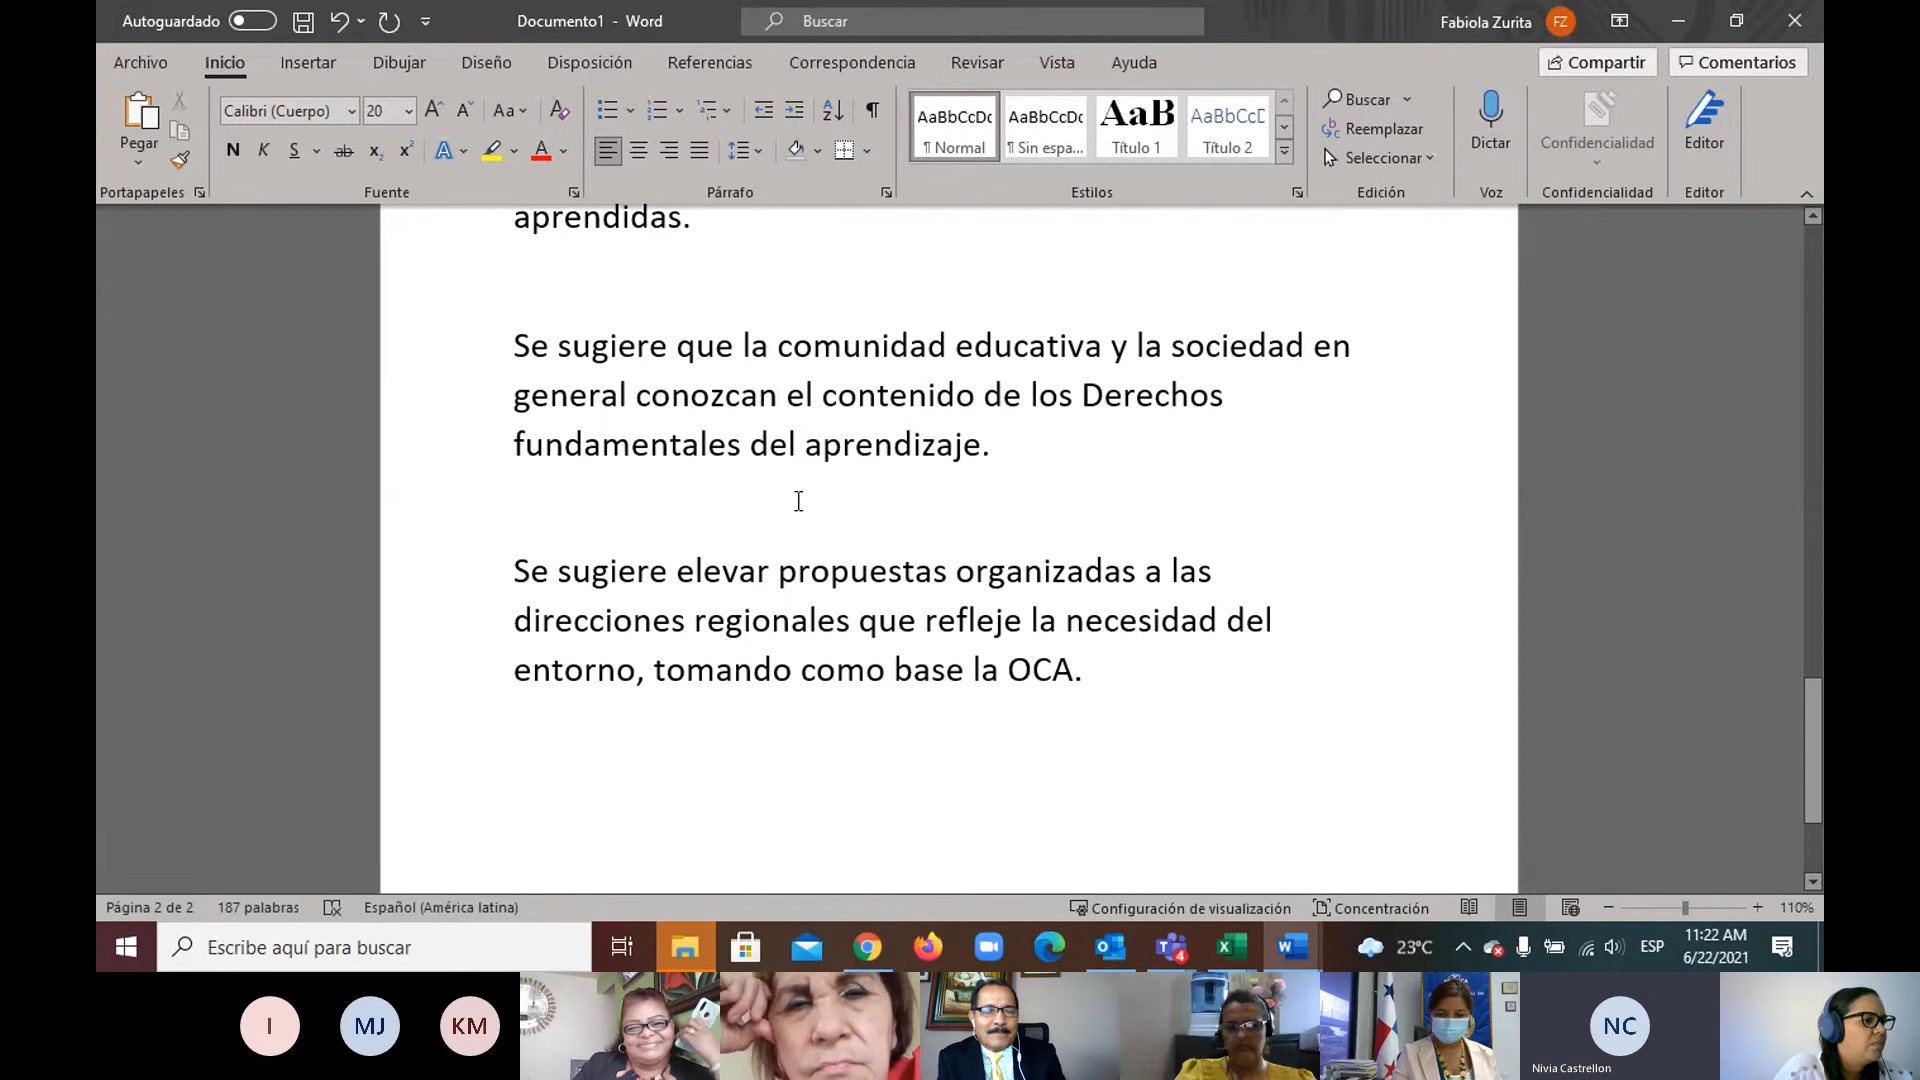 Autoguardado
Documento1 - Word
Buscar
Fabiola Zurita
FZ
Archivo
Inicio
Insertar
Dibujar
Diseño
Disposición
Referencias
Correspondencia
Revisar
Vista
Ayuda
Compartir
Comentarios
Pegar
Calibri (Cuerpo)
20
Aa
N K S ab x₂ x²
AaBbCcDc
¶ Normal
AaBbCcDc
¶ Sin espa...
AaB
Título 1
AaBbCcD
Título 2
Buscar
Reemplazar
Seleccionar
Dictar
Confidencialidad
Editor
Portapapeles
Fuente
Párrafo
Estilos
Edición
Voz
Confidencialidad
Editor
aprendidas.
Se sugiere que la comunidad educativa y la sociedad en
general conozcan el contenido de los Derechos
fundamentales del aprendizaje.
Se sugiere elevar propuestas organizadas a las
direcciones regionales que refleje la necesidad del
entorno, tomando como base la OCA.
Página 2 de 2
187 palabras
Español (América latina)
Configuración de visualización
Concentración
110%
Escribe aquí para buscar
4
23°C
ESP
11:22 AM
6/22/2021
I
MJ
KM
NC
Nivia Castrellon